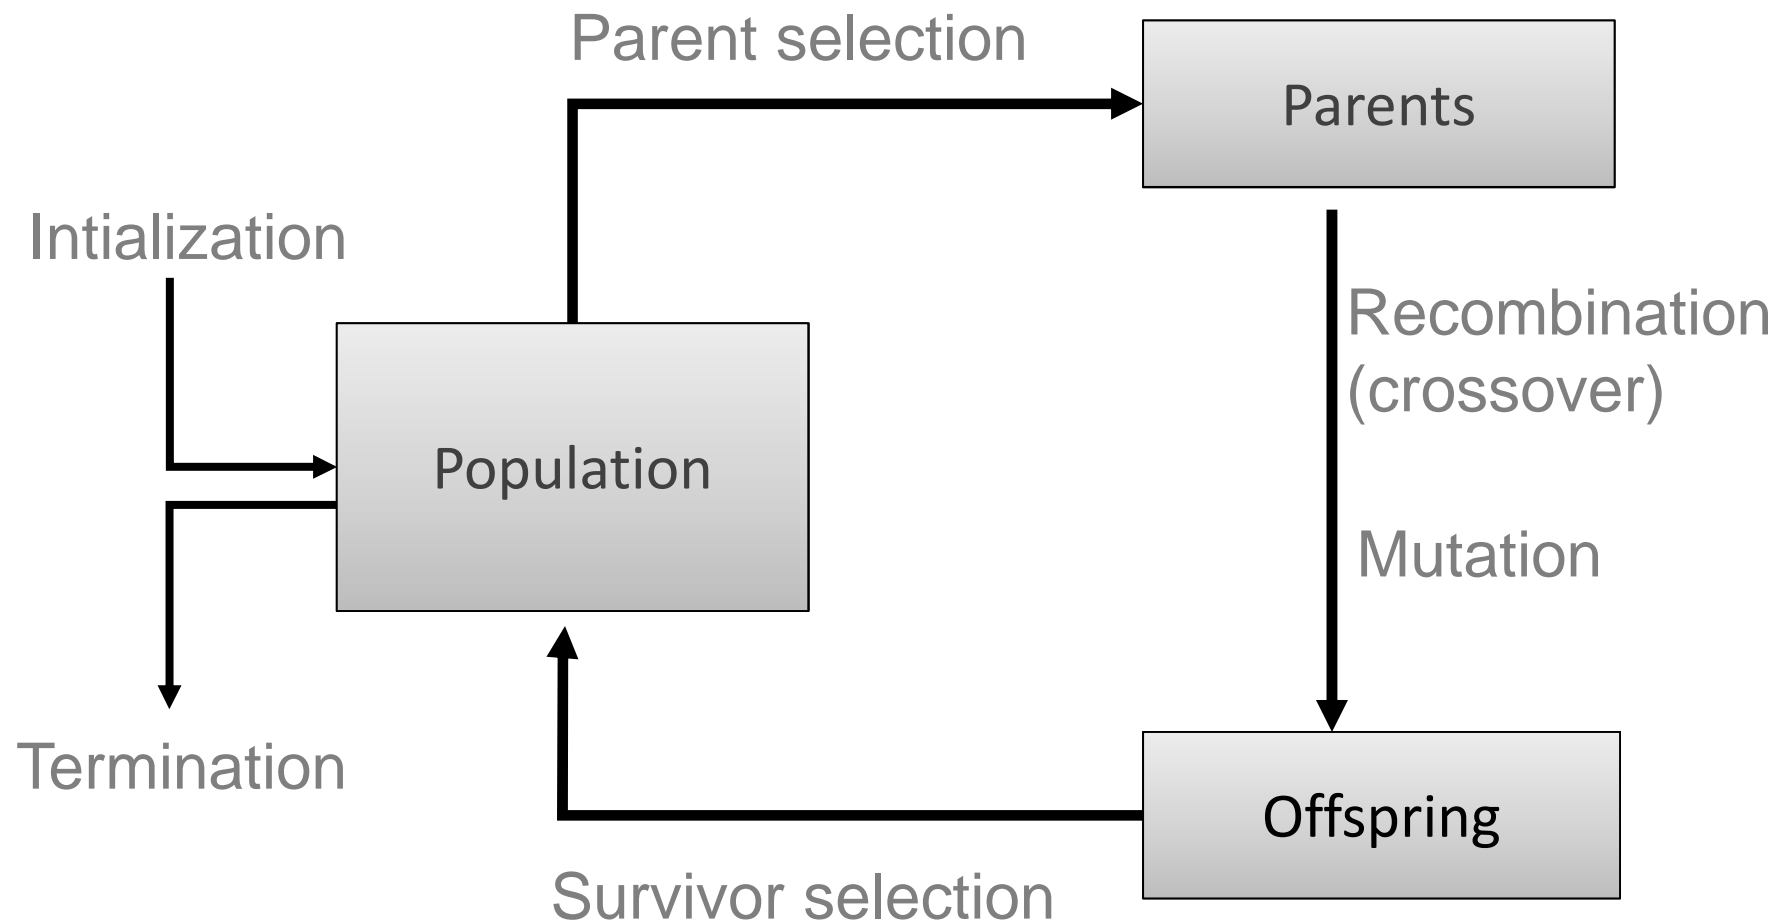 Parent selection
Parents
Intialization
Recombination
(crossover)
Population
Mutation
Termination
Offspring
Survivor selection